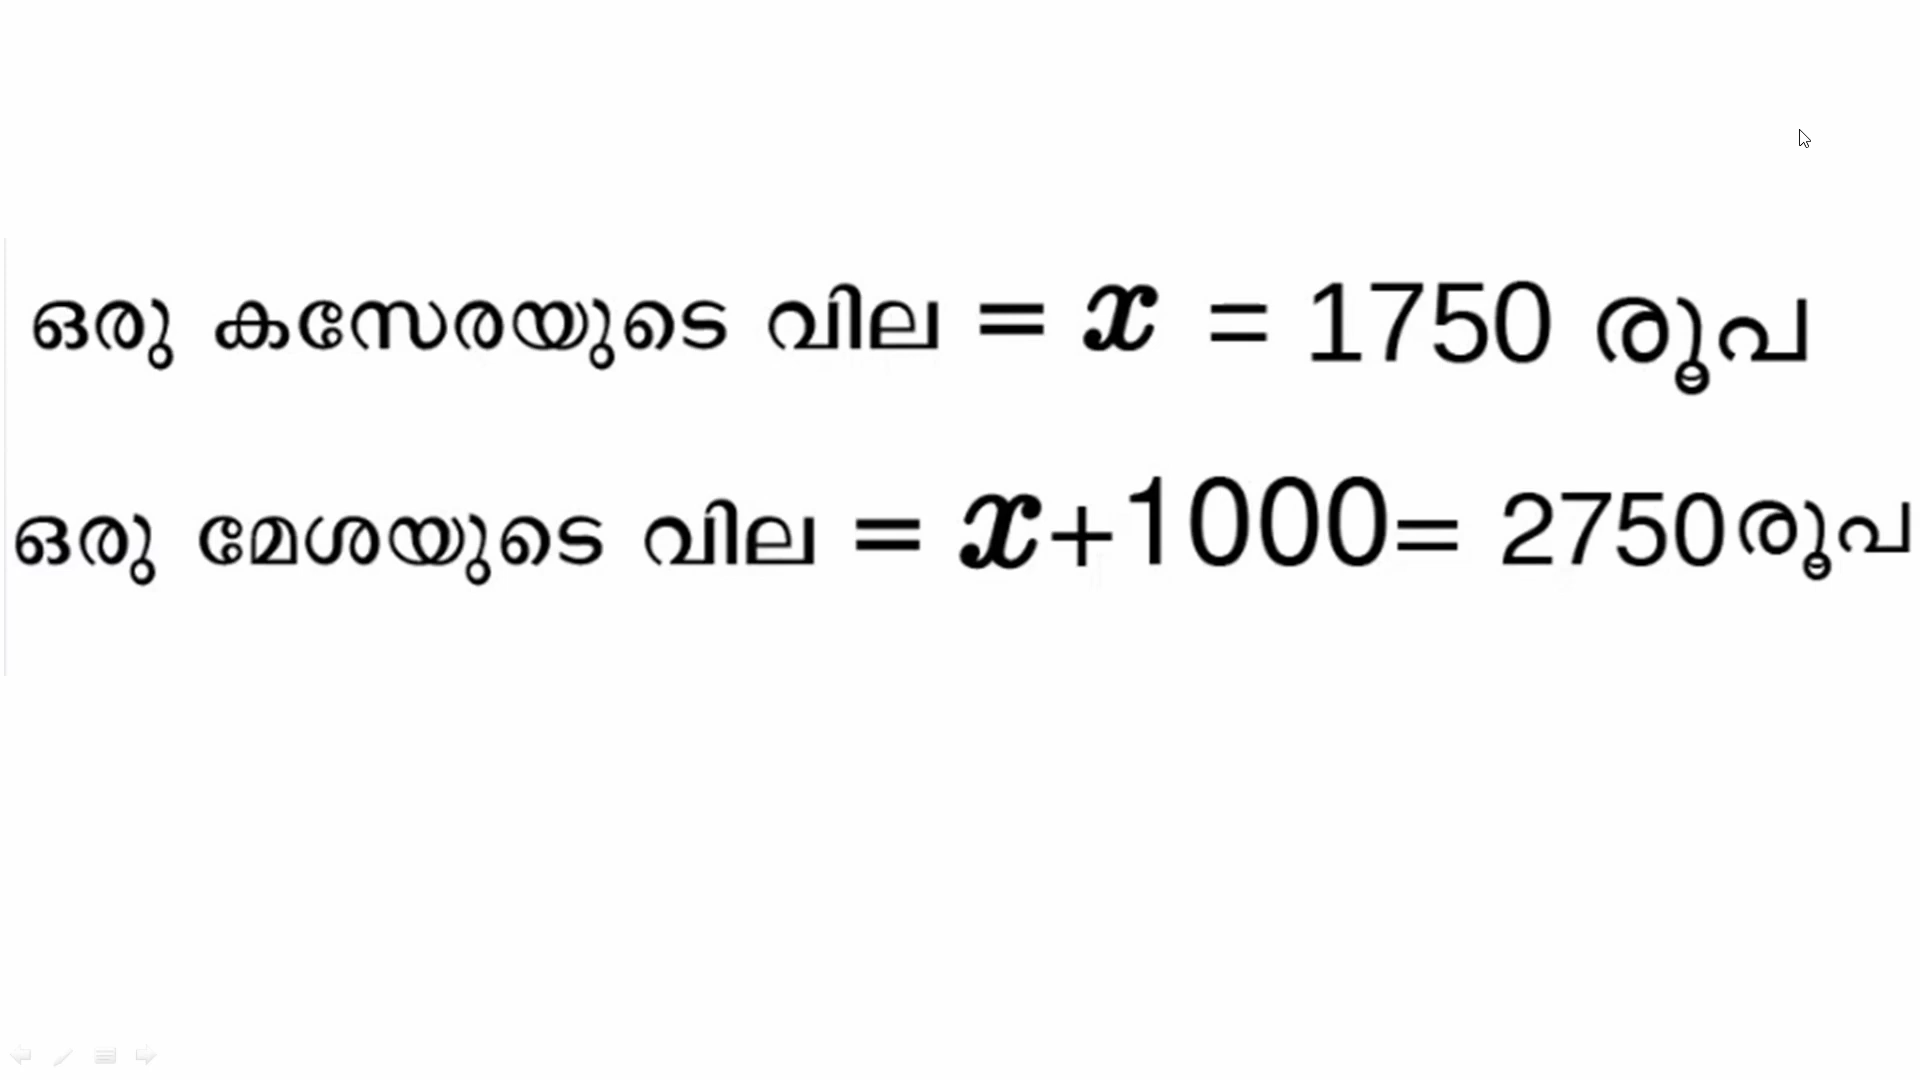 ഒരു കസേരയുടെ വില = x = 1750 രൂപ
ഒരു മേശയുടെ വില = x+1000= 2750രൂപ